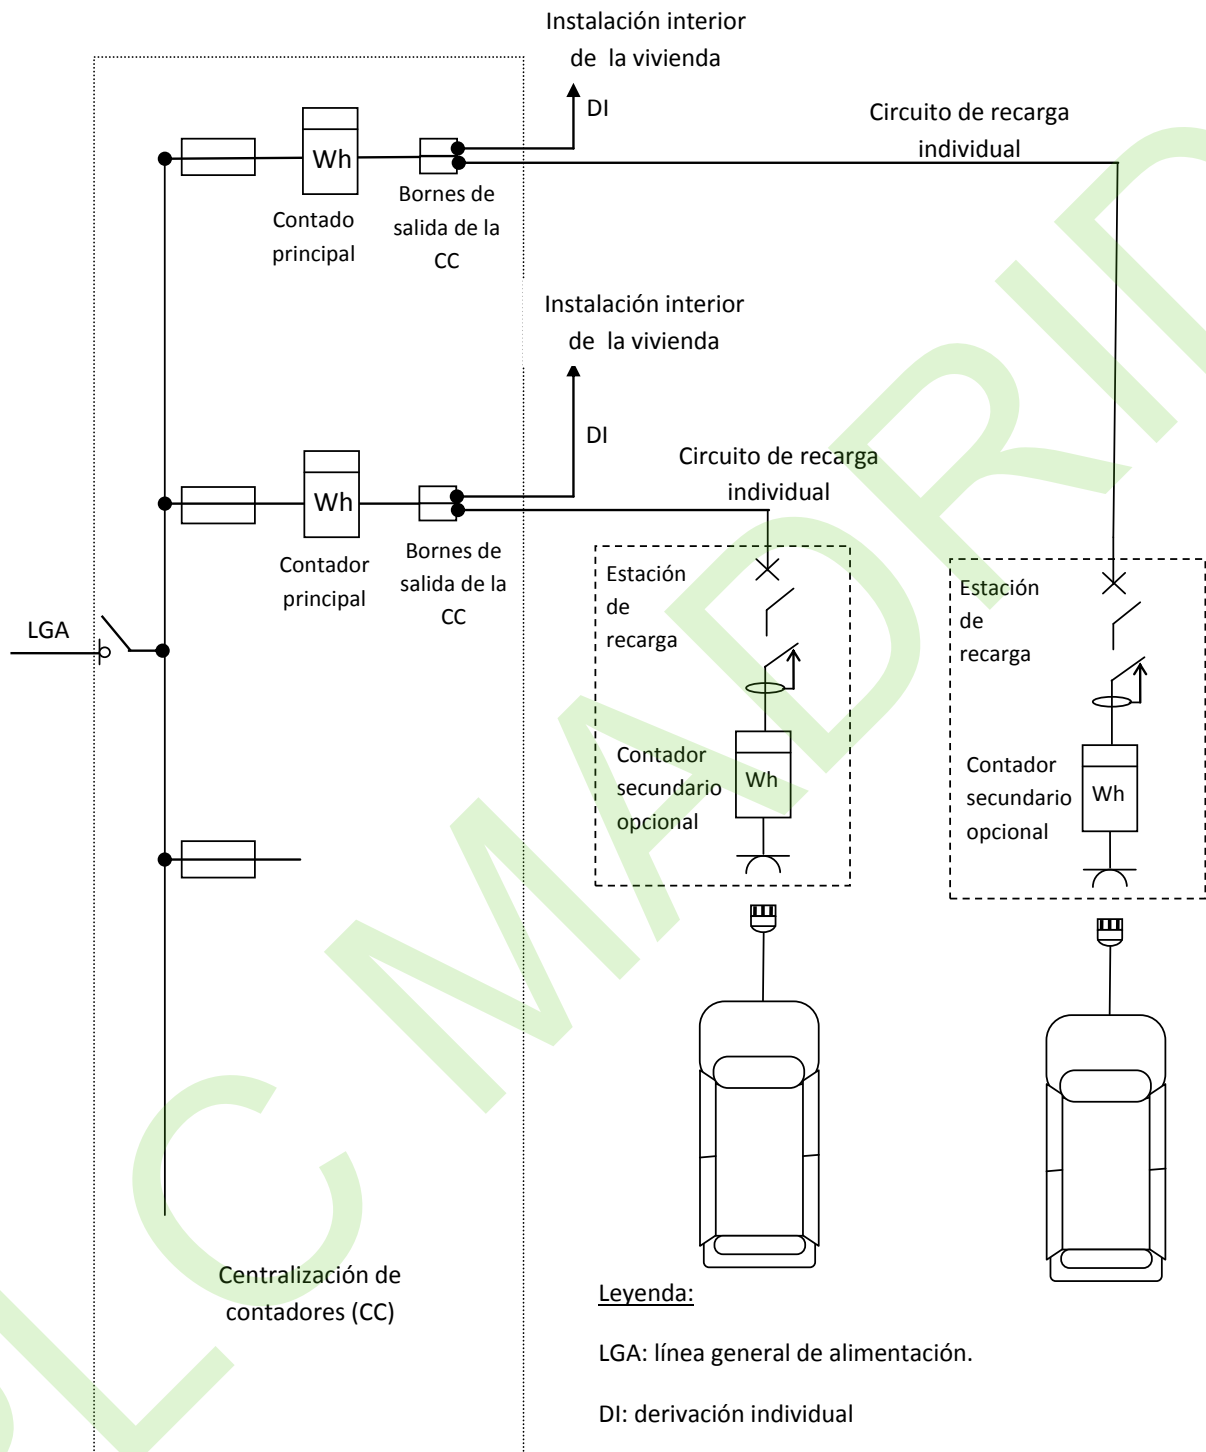 Instalación interior
de la vivienda
DI
Circuito de recarga
individual
Wh
Contado
principal
Bornes de
salida de la
CC
Instalación interior
de la vivienda
DI
Circuito de recarga
individual
Wh
Contador
principal
Bornes de
salida de la
CC
LGA
Estación
de
recarga
Contador
secundario
opcional
Wh
Estación
de
recarga
Contador
secundario
opcional
Wh
Centralización de
contadores (CC)
Leyenda:
LGA: línea general de alimentación.
DI: derivación individual
PLC MADRID